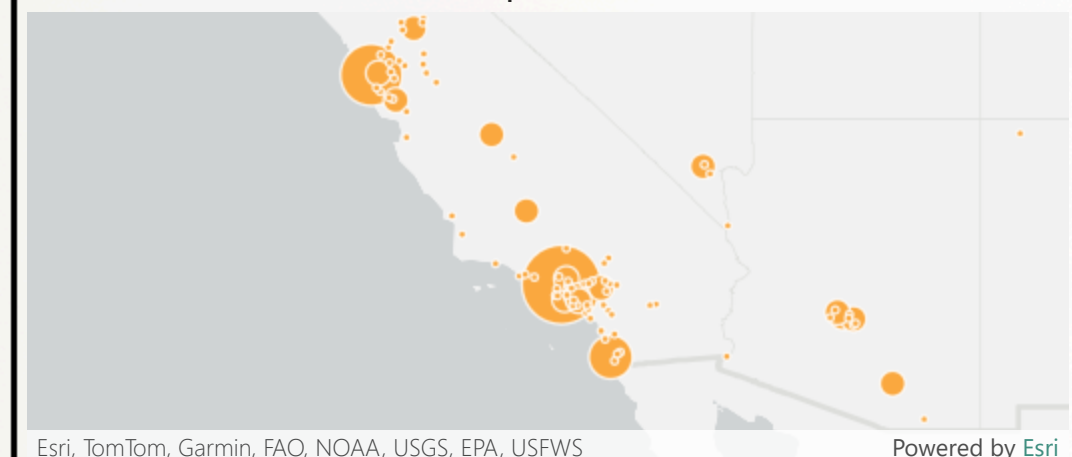 Esri, TomTom, Garmin, FAO, NOAA, USGS, EPA, USFWS
Powered by Esri